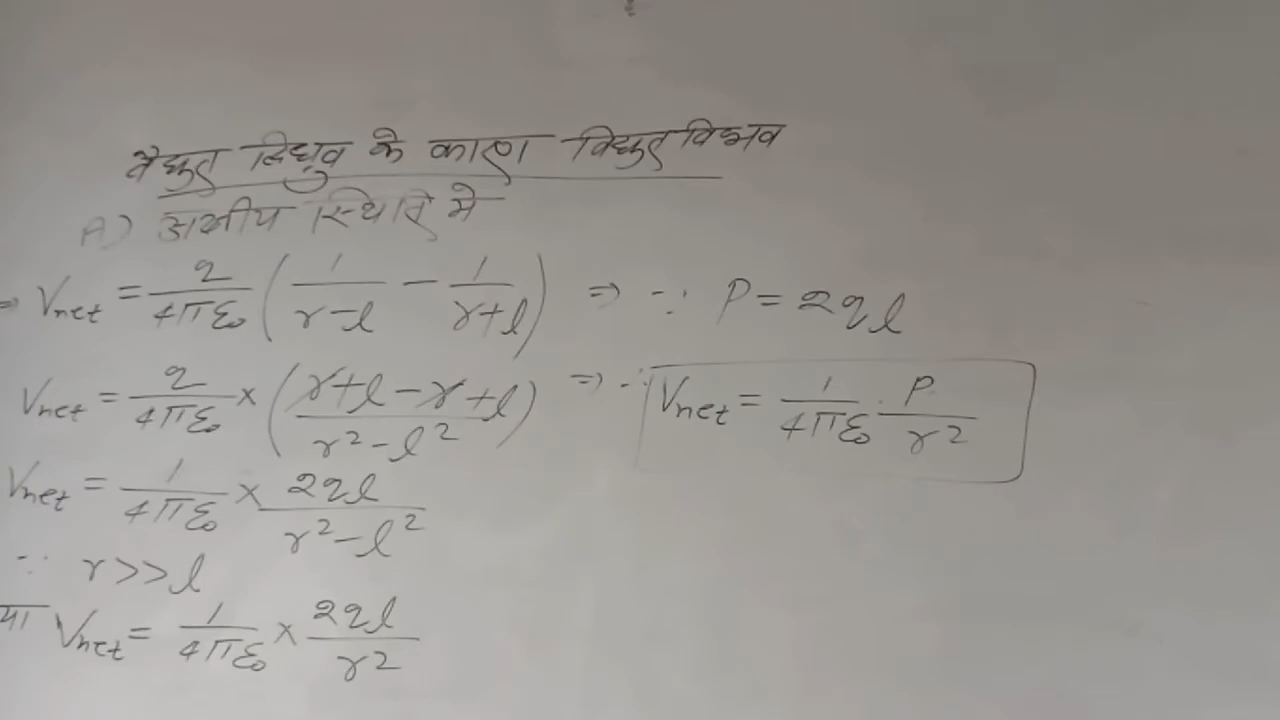 वैद्युत द्विध्रुव के कारण विद्युत विभव
A) अक्षीय स्थिति मे
⇒ Vnet = q/4πε₀ (1/r-l - 1/r+l)
Vnet = q/4πε₀ × (r+l-r+l/r²-l²)
Vnet = 1/4πε₀ × 2ql/r²-l²
∵ r>>l
या Vnet = 1/4πε₀ × 2ql/r²
⇒ ∵ P = 2ql
⇒ ∴ Vnet = 1/4πε₀ . P/r²